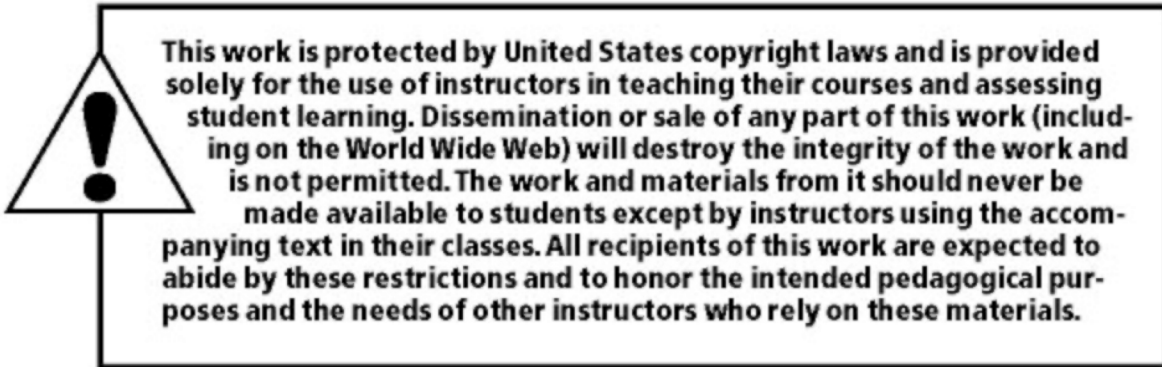 This work is protected by United States copyright laws and is provided
solely for the use of instructors in teaching their courses and assessing
student learning. Dissemination or sale of any part of this work (includ-
ing on the World Wide Web) will destroy the integrity of the work and
is not permitted. The work and materials from it should never be
made available to students except by instructors using the accom-
panying text in their classes. All recipients of this work are expected to
abide by these restrictions and to honor the intended pedagogical pur-
poses and the needs of other instructors who rely on these materials.